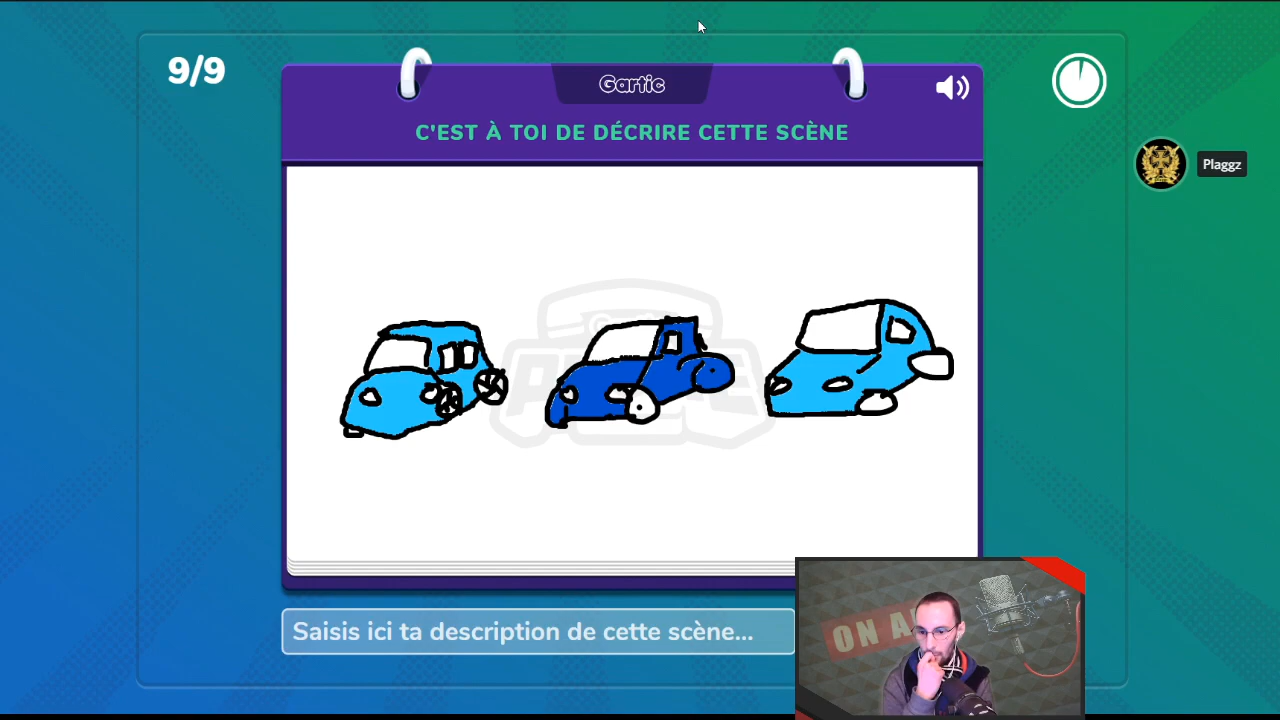 9/9
Gartic
C'EST À TOI DE DÉCRIRE CETTE SCÈNE
Plaggz
Saisis ici ta description de cette scène...